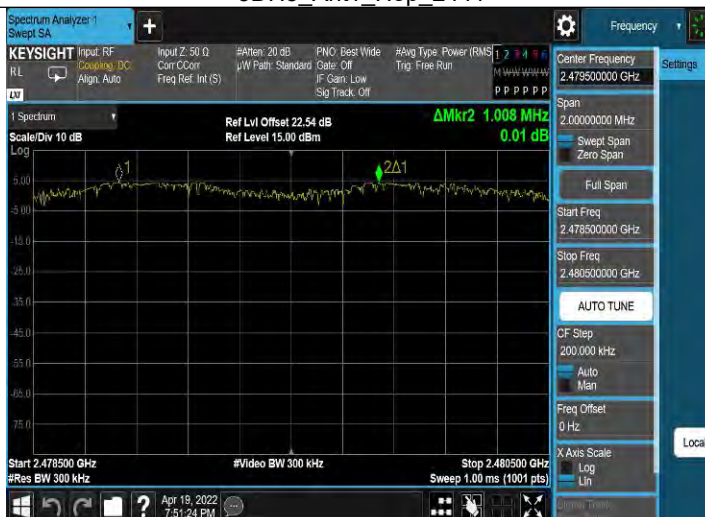 Spectrum Analyzer 1
Swept SA
Frequency
KEYSIGHT
RL
LXI
Input: RF
Coupling: DC
Align: Auto
Input Z: 50 Ω
Corr CCorr
Freq Ref: Int (S)
#Atten: 20 dB
µW Path: Standard
PNO: Best Wide
Gate: Off
IF Gain: Low
Sig Track: Off
#Avg Type: Power (RMS
Trig: Free Run
1 2 3 4 5 6
M W W W W W
P P P P P P
Center Frequency
2.479500000 GHz
Settings
Span
2.00000000 MHz
Swept Span
Zero Span
Full Span
Start Freq
2.478500000 GHz
Stop Freq
2.480500000 GHz
AUTO TUNE
CF Step
200.000 kHz
Auto
Man
Freq Offset
0 Hz
X Axis Scale
Log
Lin
Local
1 Spectrum
Scale/Div 10 dB
Log
Ref Lvl Offset 22.54 dB
Ref Level 15.00 dBm
ΔMkr2 1.008 MHz
0.01 dB
1
2Δ1
5.00
-5.00
-15.0
-25.0
-35.0
-45.0
-55.0
-65.0
-75.0
Start 2.478500 GHz
#Res BW 300 kHz
#Video BW 300 kHz
Stop 2.480500 GHz
Sweep 1.00 ms (1001 pts)
?
Apr 19, 2022
7:51:24 PM